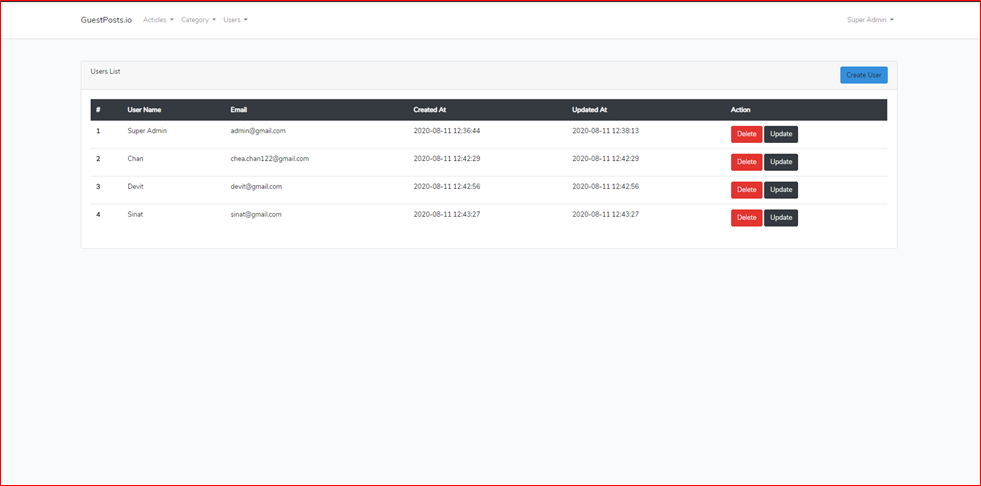 GuestPosts.io Acticles Category Users Super Admin
Users List Create User
# User Name Email Created At Updated At Action
1 Super Admin admin@gmail.com 2020-08-11 12:36:44 2020-08-11 12:38:13 Delete Update
2 Chan chea.chan122@gmail.com 2020-08-11 12:42:29 2020-08-11 12:42:29 Delete Update
3 Devit devit@gmail.com 2020-08-11 12:42:56 2020-08-11 12:42:56 Delete Update
4 Sinat sinat@gmail.com 2020-08-11 12:43:27 2020-08-11 12:43:27 Delete Update